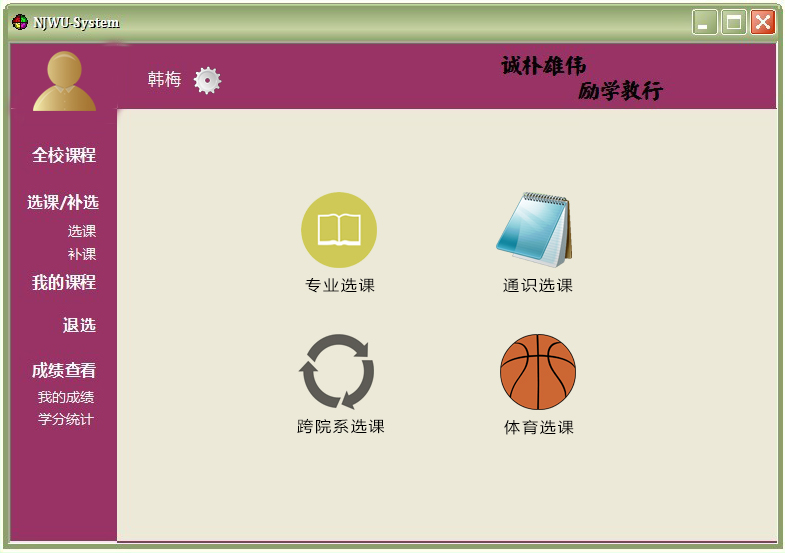 NJWU-System
韩梅
诚朴雄伟
励学敦行
全校课程
选课/补选
选课
补课
我的课程
退选
成绩查看
我的成绩
学分统计
专业选课
通识选课
跨院系选课
体育选课